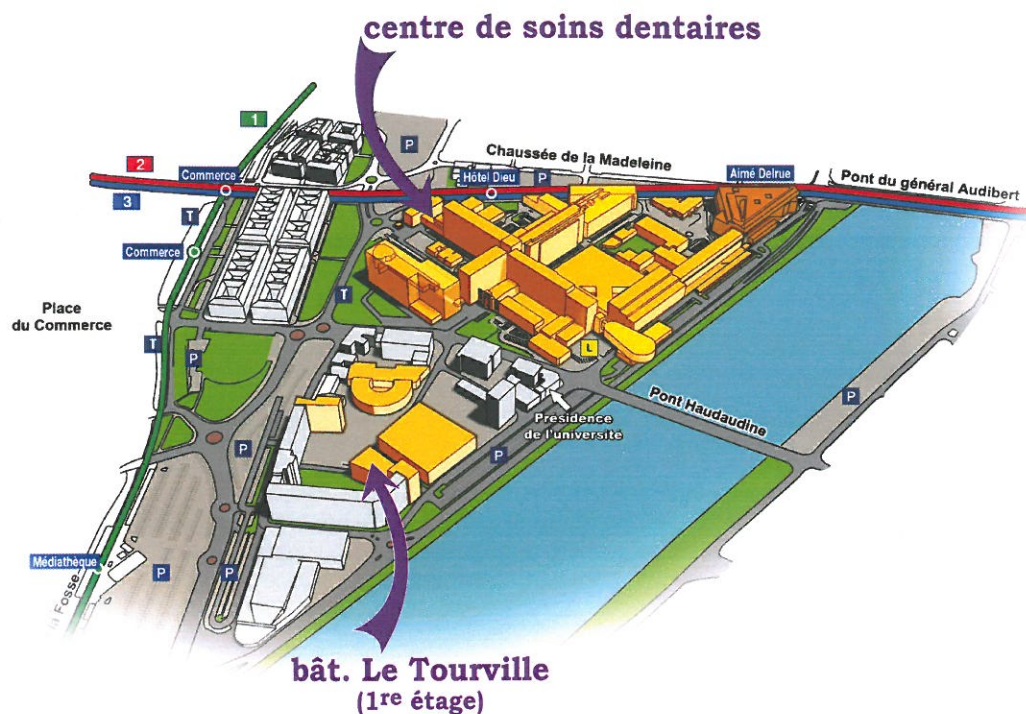 centre de soins dentaires
1
P
Chaussée de la Madeleine
2
Commerce
Hôtel Dieu
P
Aimé Delrue
Pont du général Audibert
3
T
Commerce
Place
du Commerce
T
T
P
L
P
Présidence
de l'université
Pont Haudaudine
P
P
Médiathèque
P
P
Fosse
bât. Le Tourville
(1re étage)